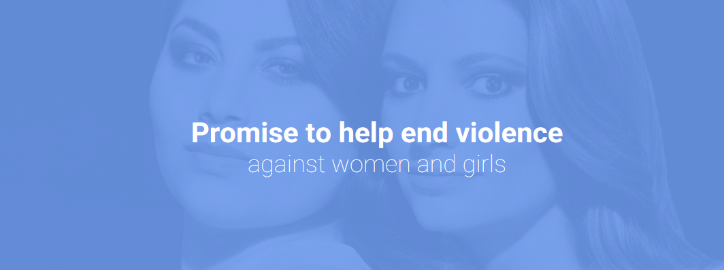 Promise to help end violence
against women and girls